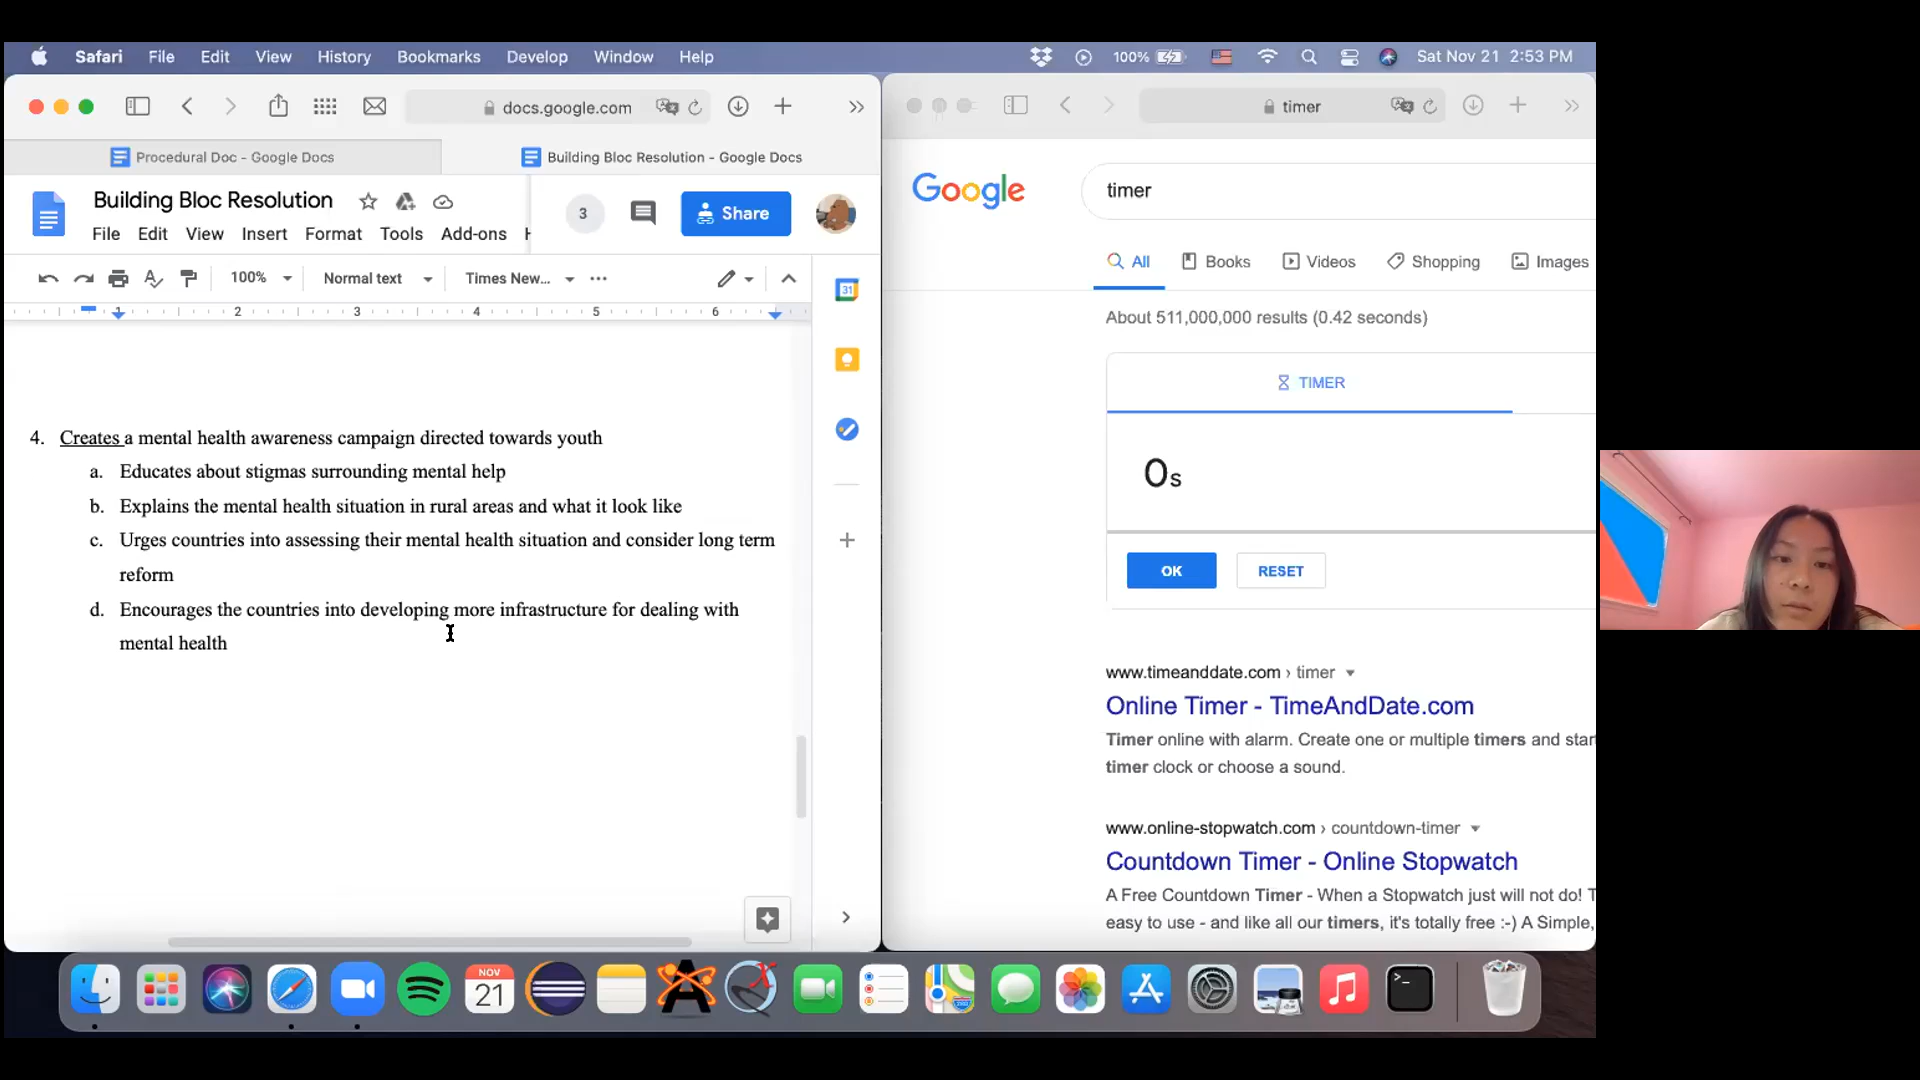 Safari File Edit View History Bookmarks Develop Window Help 100% Sat Nov 21 2:53 PM
docs.google.com
Procedural Doc - Google Docs
Building Bloc Resolution - Google Docs
Building Bloc Resolution
3
Share
File Edit View Insert Format Tools Add-ons
100% Normal text Times New...
1 2 3 4 5 6
31
4. Creates a mental health awareness campaign directed towards youth
a. Educates about stigmas surrounding mental help
b. Explains the mental health situation in rural areas and what it look like
c. Urges countries into assessing their mental health situation and consider long term
reform
d. Encourages the countries into developing more infrastructure for dealing with
mental health
timer
Google
timer
All Books Videos Shopping Images
About 511,000,000 results (0.42 seconds)
TIMER
0s
OK RESET
www.timeanddate.com › timer
Online Timer - TimeAndDate.com
Timer online with alarm. Create one or multiple timers and start
timer clock or choose a sound.
www.online-stopwatch.com › countdown-timer
Countdown Timer - Online Stopwatch
A Free Countdown Timer - When a Stopwatch just will not do!
easy to use - and like all our timers, it's totally free :-) A Simple,
NOV
21